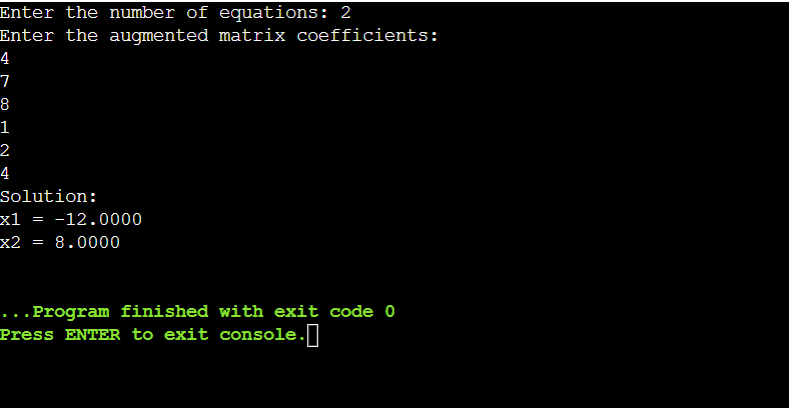 Enter the number of equations: 2
Enter the augmented matrix coefficients:
4
7
8
1
2
4
Solution:
x1 = -12.0000
x2 = 8.0000
...Program finished with exit code 0
Press ENTER to exit console.